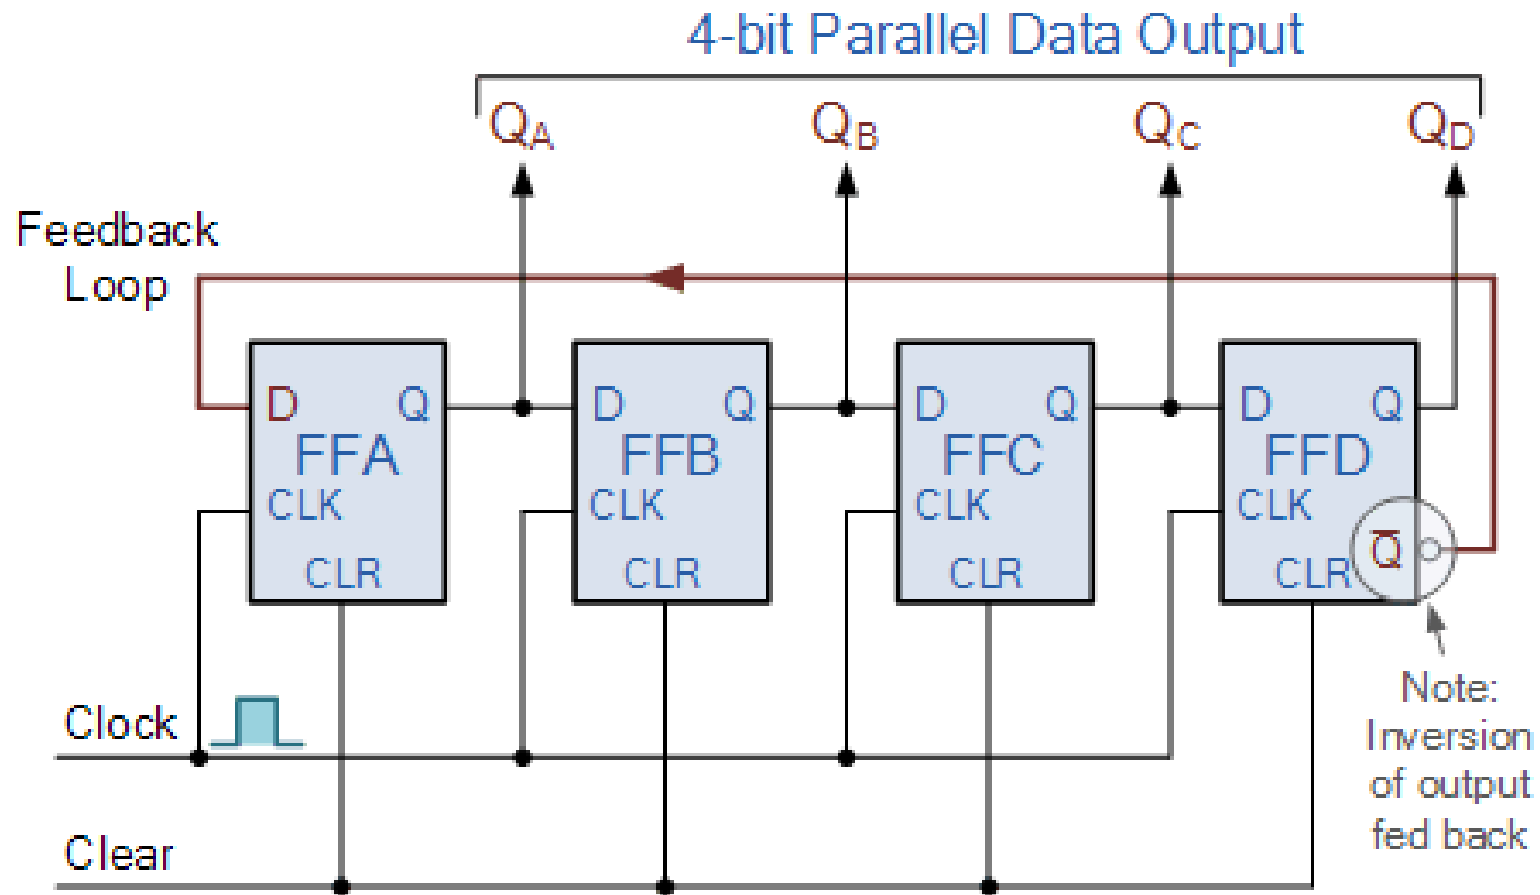 4-bit Parallel Data Output
QA QB QC QD
Feedback
Loop
D Q D Q D Q D Q
FFA FFB FFC FFD
CLK CLK CLK CLK
Q̅
CLR CLR CLR CLR
Note:
Inversion
of output
fed back
Clock
Clear